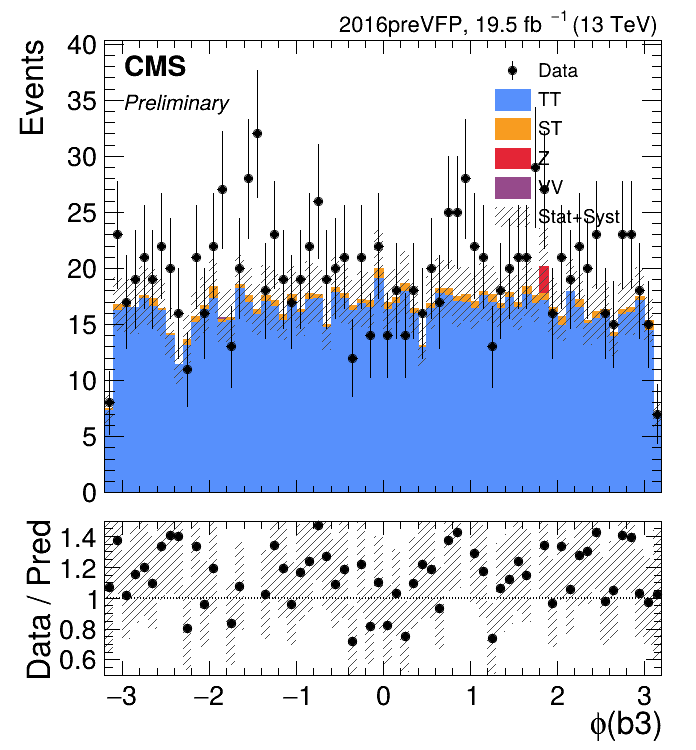 2016preVFP, 19.5 fb ⁻¹ (13 TeV)
CMS
Preliminary
Data
TT
ST
Z
VV
Stat+Syst
Events
40
35
30
25
20
15
10
5
0
Data / Pred
1.4
1.2
1
0.8
0.6
−3 −2 −1 0 1 2 3
ϕ(b3)